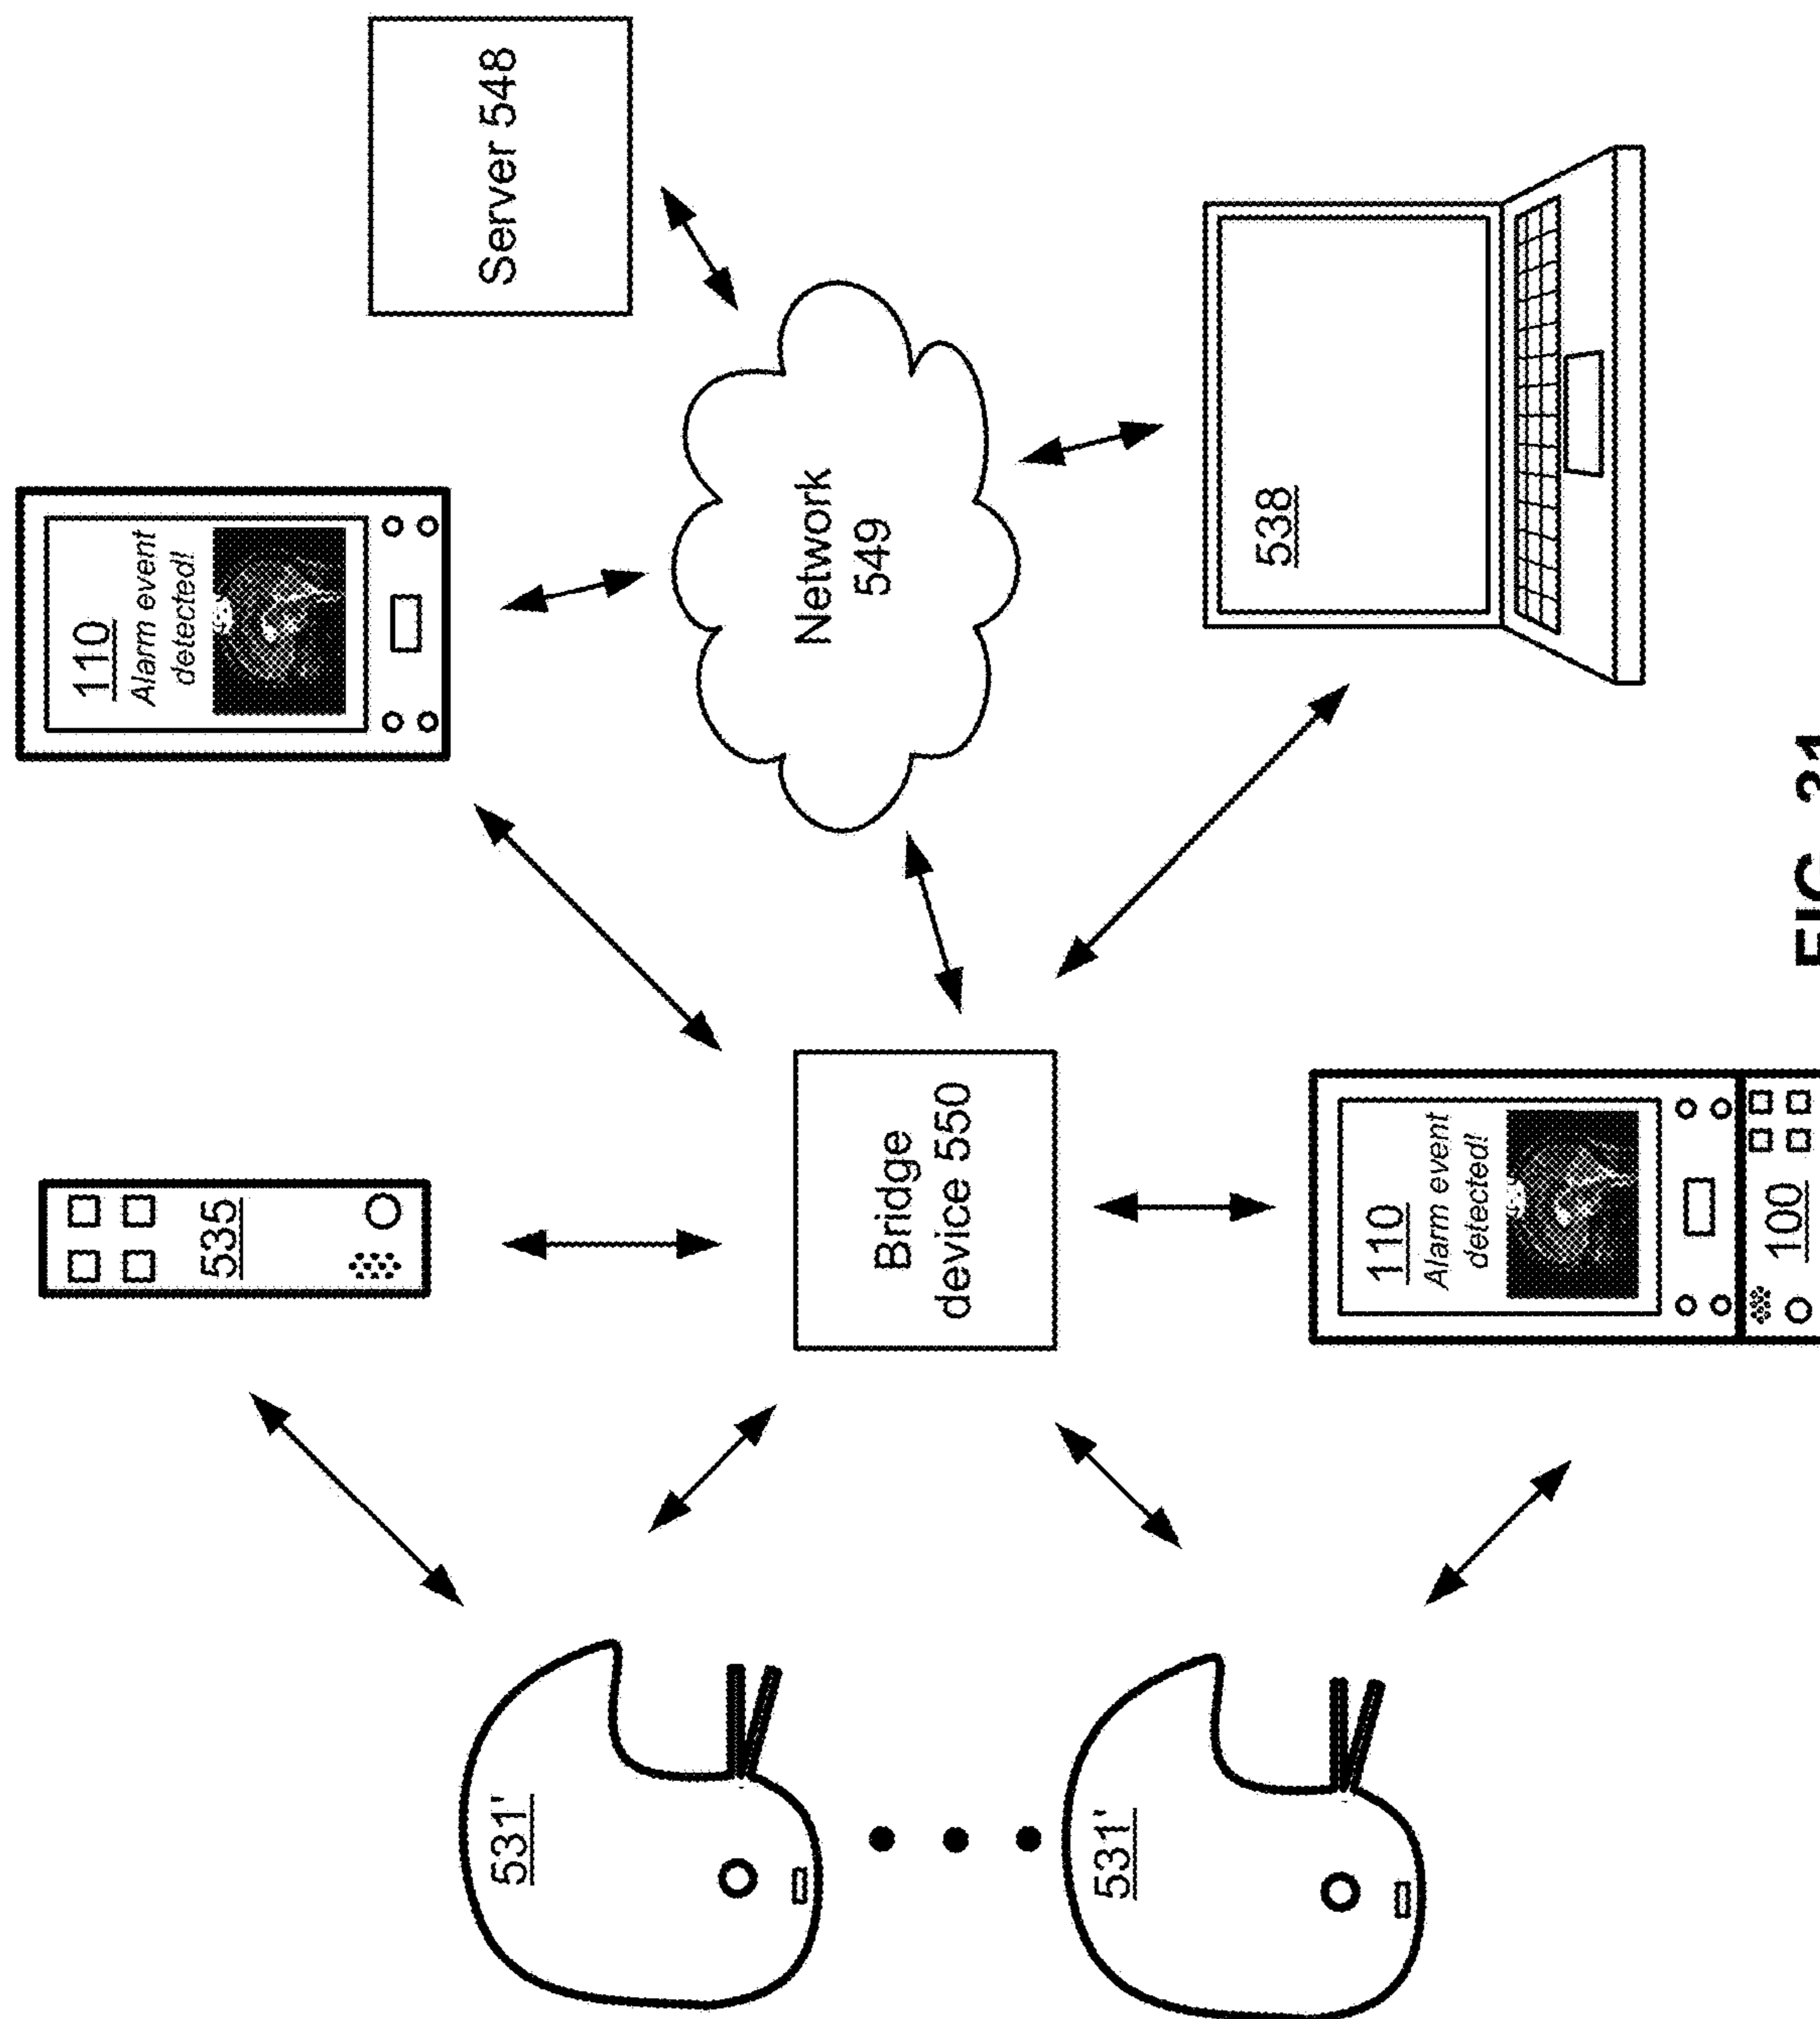 110
Alarm event
detected!
535
531'
Server 548
Network
549
Bridge
device 550
531'
538
110
Alarm event
detected!
100
FIG.